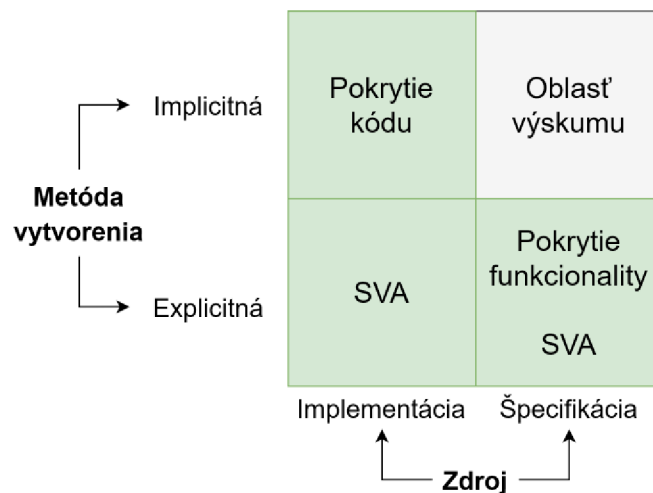 Pokrytie
kódu
Oblasť
výskumu
Implicitná
Metóda
vytvorenia
Explicitná
SVA
Pokrytie
funkcionality
SVA
Implementácia
Špecifikácia
Zdroj